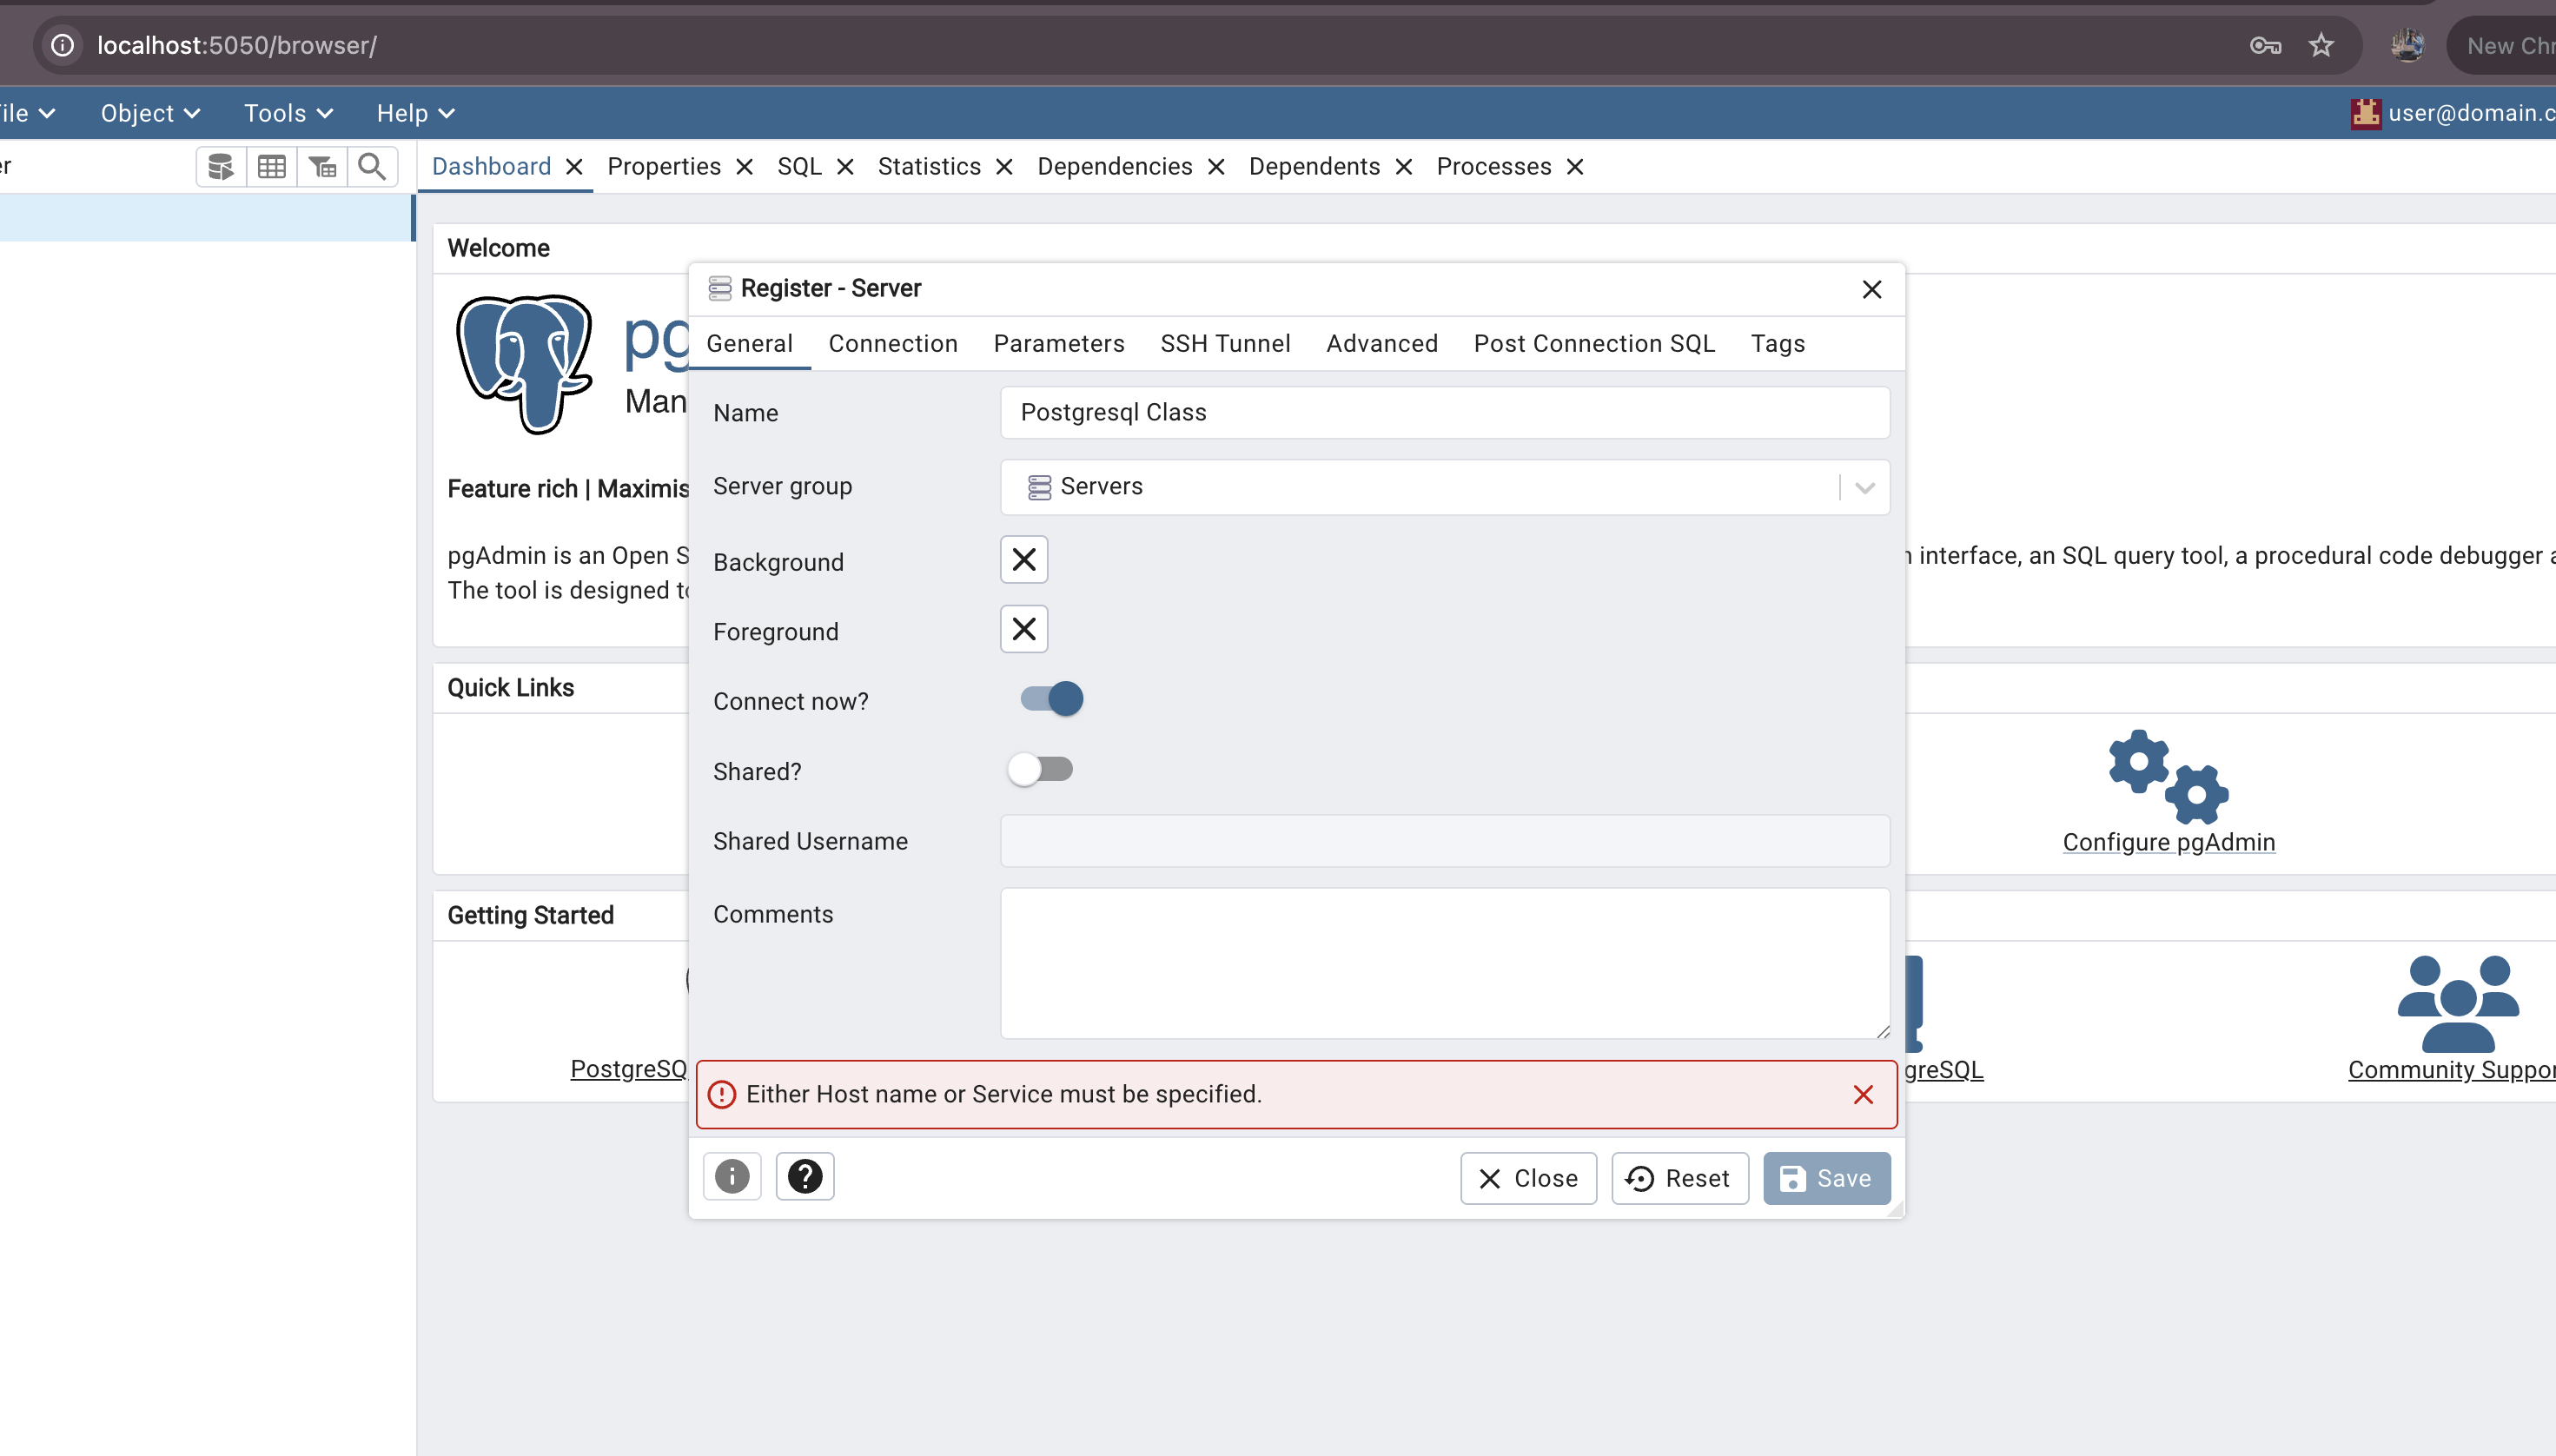 localhost:5050/browser/
New Chr
ile Object Tools Help
user@domain.c
er
Dashboard Properties SQL Statistics Dependencies Dependents Processes
Welcome
Register - Server
General Connection Parameters SSH Tunnel Advanced Post Connection SQL Tags
pg
Man
Name Postgresql Class
Feature rich | Maximis
Server group Servers
pgAdmin is an Open S
interface, an SQL query tool, a procedural code debugger a
The tool is designed to
Background
Foreground
Quick Links
Connect now?
Shared?
Configure pgAdmin
Shared Username
Getting Started
Comments
PostgreSQ
greSQL
Community Suppor
Either Host name or Service must be specified.
Close Reset Save